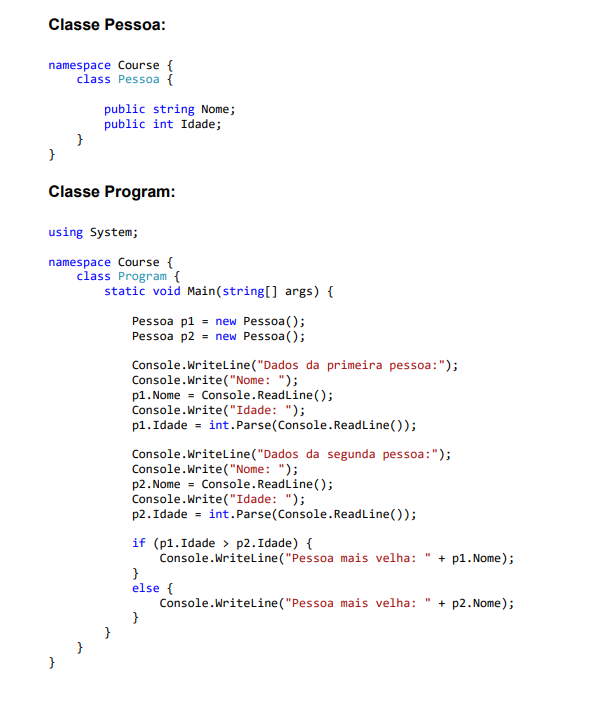 Classe Pessoa:
namespace Course {
    class Pessoa {
        public string Nome;
        public int Idade;
    }
}
Classe Program:
using System;
namespace Course {
    class Program {
        static void Main(string[] args) {
            Pessoa p1 = new Pessoa();
            Pessoa p2 = new Pessoa();
            Console.WriteLine("Dados da primeira pessoa:");
            Console.Write("Nome: ");
            p1.Nome = Console.ReadLine();
            Console.Write("Idade: ");
            p1.Idade = int.Parse(Console.ReadLine());
            Console.WriteLine("Dados da segunda pessoa:");
            Console.Write("Nome: ");
            p2.Nome = Console.ReadLine();
            Console.Write("Idade: ");
            p2.Idade = int.Parse(Console.ReadLine());
            if (p1.Idade > p2.Idade) {
                Console.WriteLine("Pessoa mais velha: " + p1.Nome);
            }
            else {
                Console.WriteLine("Pessoa mais velha: " + p2.Nome);
            }
        }
    }
}